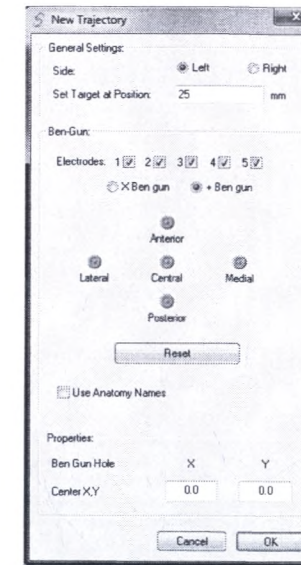 New Trajectory
General Settings:
Side: Left Right
Set Target at Position: 25 mm
Ben-Gun:
Electrodes: 1 2 3 4 5
X Ben gun + Ben gun
Anterior
Lateral Central Medial
Posterior
Reset
Use Anatomy Names
Properties:
Ben Gun Hole X Y
Center X,Y 0.0 0.0
Cancel OK